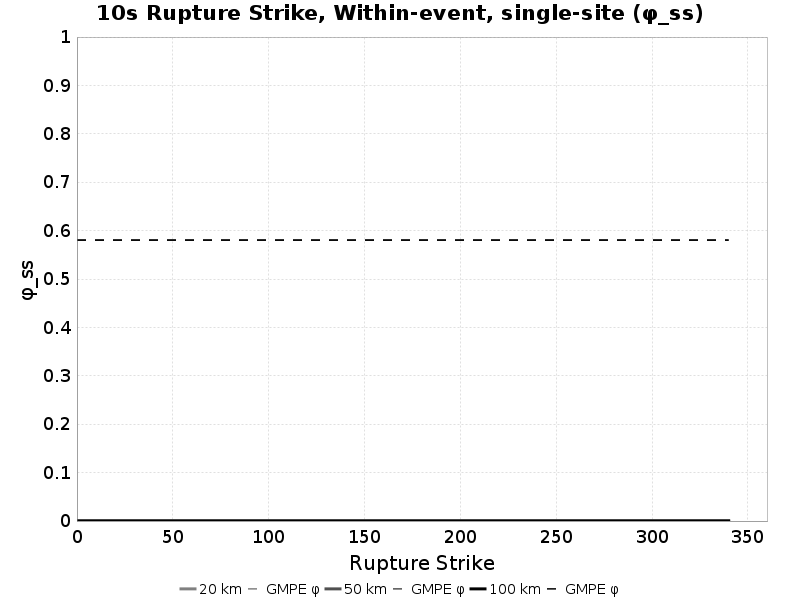 10s Rupture Strike, Within-event, single-site (φ_ss)
1
0.9
0.8
0.7
0.6
0.5
0.4
0.3
0.2
0.1
0
φ_ss
0 50 100 150 200 250 300 350
Rupture Strike
20 km GMPE φ 50 km GMPE φ 100 km GMPE φ